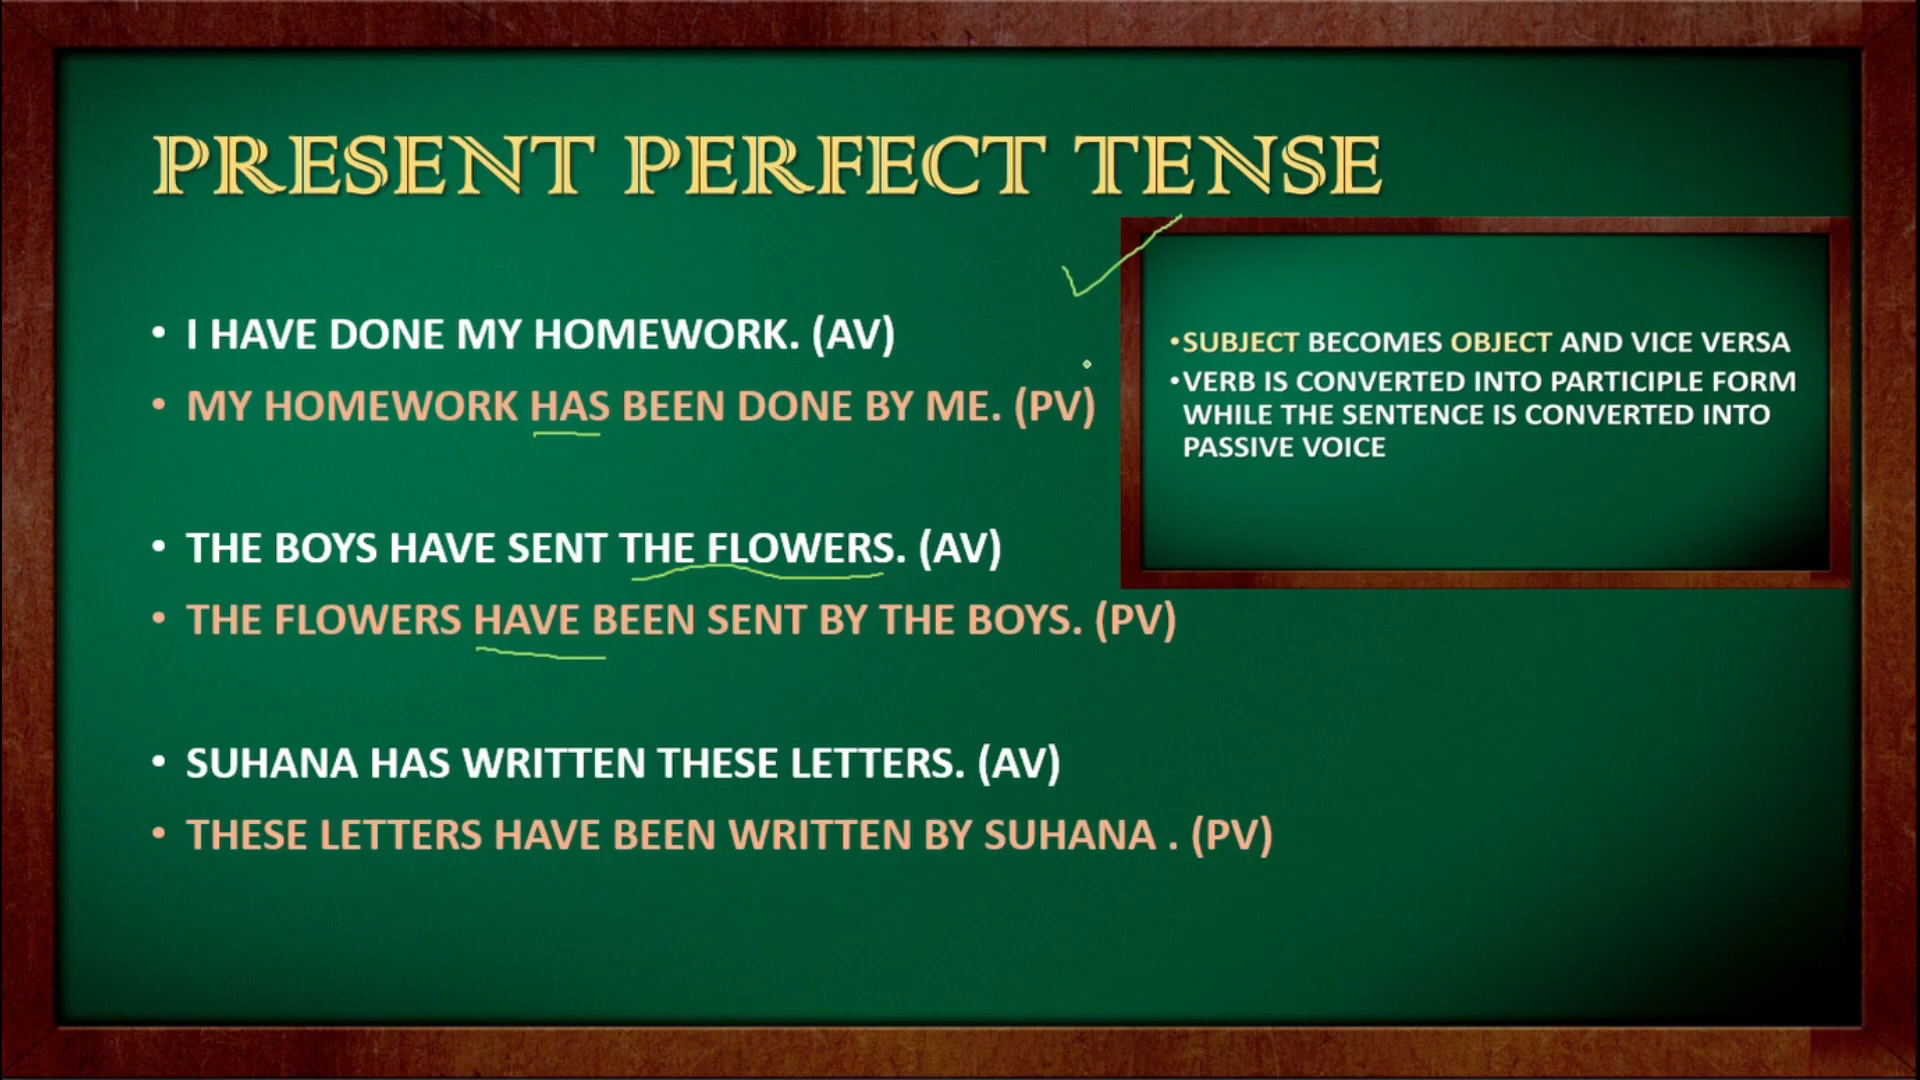 PRESENT PERFECT TENSE
• I HAVE DONE MY HOMEWORK. (AV)
• MY HOMEWORK HAS BEEN DONE BY ME. (PV)
• THE BOYS HAVE SENT THE FLOWERS. (AV)
• THE FLOWERS HAVE BEEN SENT BY THE BOYS. (PV)
• SUHANA HAS WRITTEN THESE LETTERS. (AV)
• THESE LETTERS HAVE BEEN WRITTEN BY SUHANA . (PV)
•SUBJECT BECOMES OBJECT AND VICE VERSA
•VERB IS CONVERTED INTO PARTICIPLE FORM
WHILE THE SENTENCE IS CONVERTED INTO
PASSIVE VOICE